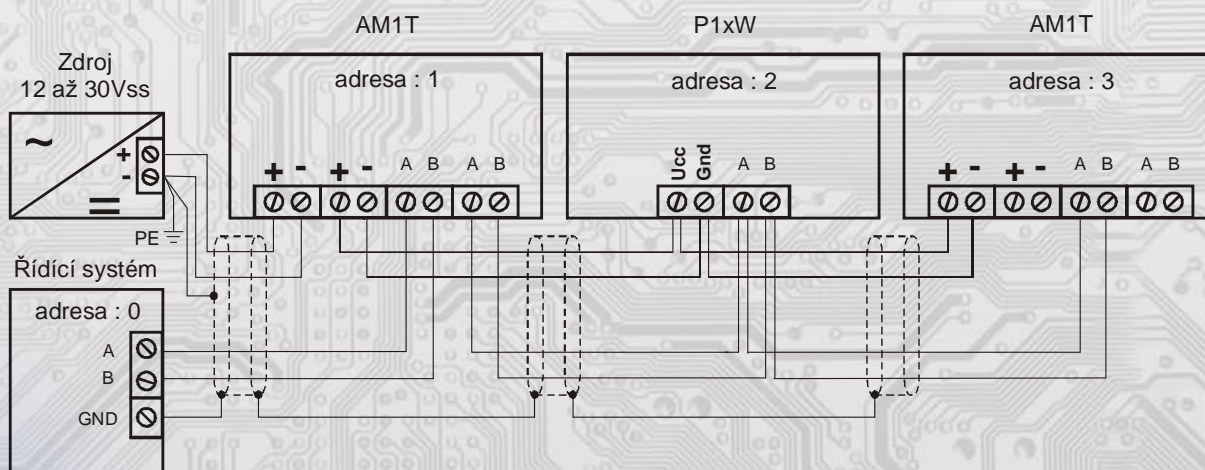 AM1T
P1xW
AM1T
Zdroj
12 až 30Vss
adresa : 1
adresa : 2
adresa : 3
~
+
-
=
+ - + - A B A B
Ucc Gnd A B
+ - + - A B A B
PE
Řídící systém
adresa : 0
A
B
GND